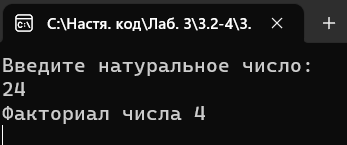 C:\Настя. код\Лаб. 3\3.2-4\3.
Введите натуральное число:
24
Факториал числа 4